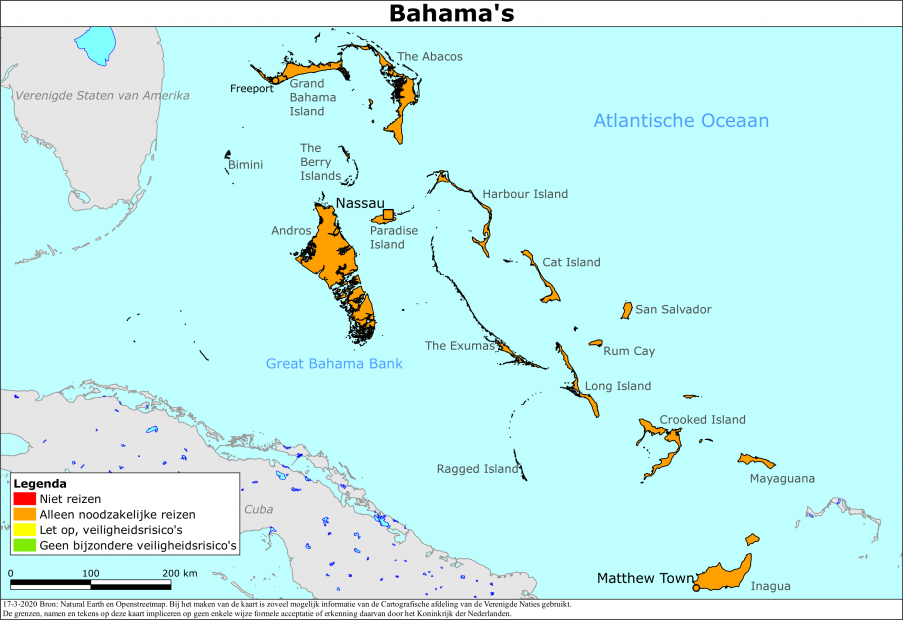 Bahama's
The Abacos
Verenigde Staten van Amerika
Freeport
Grand
Bahama
Island
Atlantische Oceaan
The
Berry
Islands
Bimini
Harbour Island
Nassau
Andros
Paradise
Island
Cat Island
San Salvador
The Exumas
Rum Cay
Great Bahama Bank
Long Island
Crooked Island
Ragged Island
Mayaguana
Legenda
Niet reizen
Alleen noodzakelijke reizen
Let op, veiligheidsrisico's
Geen bijzondere veiligheidsrisico's
Cuba
0 100 200 km
Matthew Town
Inagua
17-3-2020 Bron: Natural Earth en Openstreetmap. Bij het maken van de kaart is zoveel mogelijk informatie van de Cartografische afdeling van de Verenigde Naties gebruikt.
De grenzen, namen en tekens op deze kaart impliceren op geen enkele wijze formele acceptatie of erkenning daarvan door het Koninkrijk der Nederlanden.